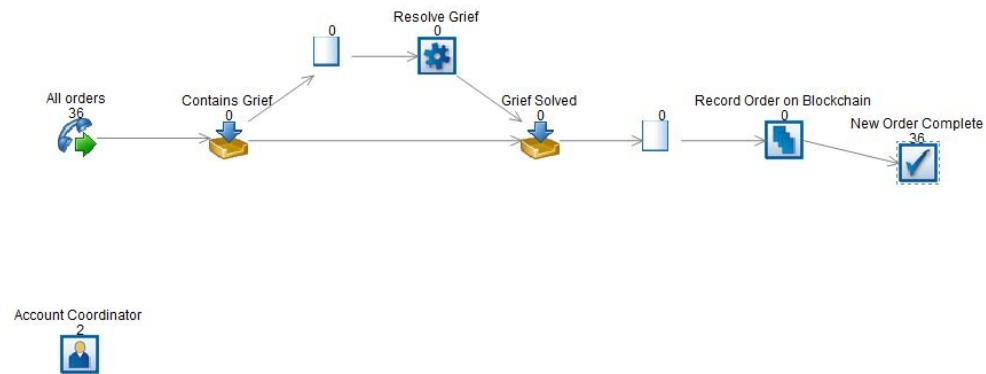 Resolve Grief
0
0
All orders
36
Contains Grief
0
Grief Solved
0
0
Record Order on Blockchain
0
New Order Complete
36
Account Coordinator
2